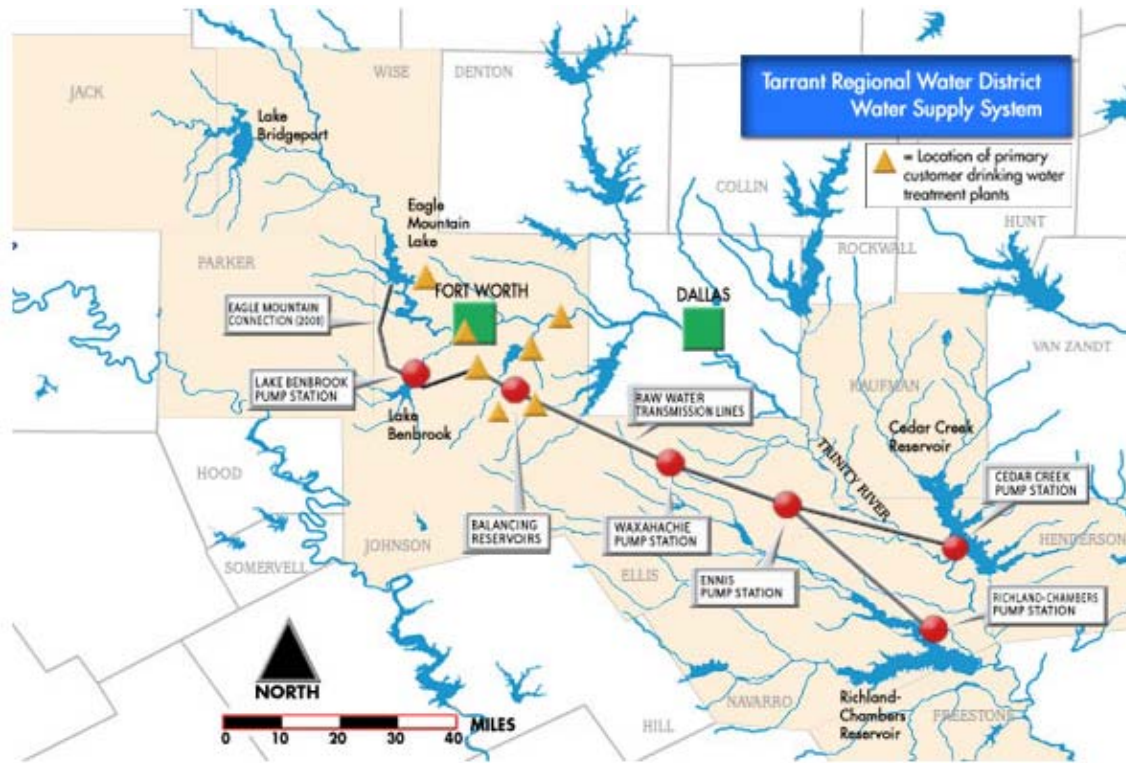 Tarrant Regional Water District
Water Supply System
= Location of primary
customer drinking water
treatment plants
JACK
WISE
DENTON
Lake
Bridgeport
COLLIN
HUNT
Eagle
Mountain
Lake
ROCKWALL
PARKER
FORT WORTH
DALLAS
EAGLE MOUNTAIN
CONNECTION (2008)
VAN ZANDT
LAKE BENBROOK
PUMP STATION
KAUFMAN
RAW WATER
TRANSMISSION LINES
Lake
Benbrook
Cedar Creek
Reservoir
TRINITY RIVER
HOOD
CEDAR CREEK
PUMP STATION
BALANCING
RESERVOIRS
WAXAHACHIE
PUMP STATION
JOHNSON
HENDERSON
SOMERVELL
ELLIS
ENNIS
PUMP STATION
RICHLAND-CHAMBERS
PUMP STATION
NORTH
NAVARRO
Richland-
Chambers
Reservoir
FREESTONE
HILL
MILES
0 10 20 30 40